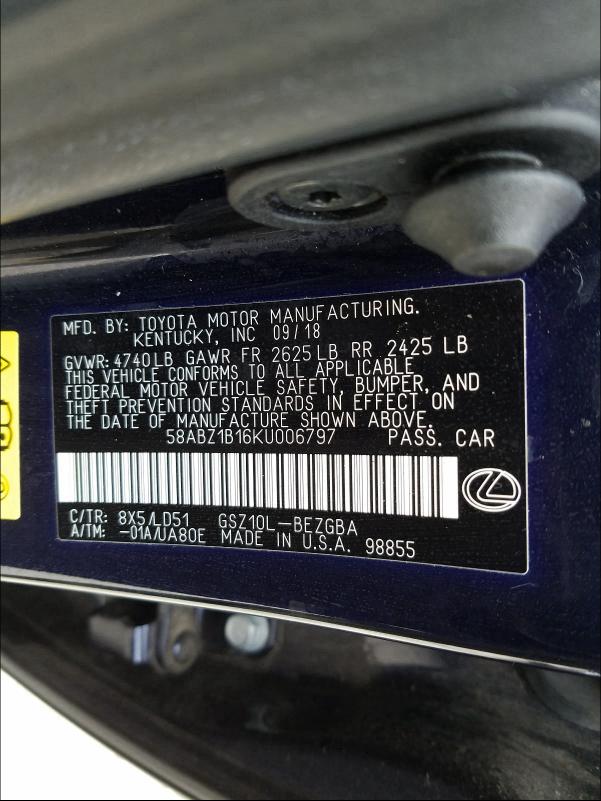 MFD. BY: TOYOTA MOTOR MANUFACTURING.
KENTUCKY, INC 09/18
GVWR: 4740 LB GAWR FR 2625 LB RR 2425 LB
THIS VEHICLE CONFORMS TO ALL APPLICABLE
FEDERAL MOTOR VEHICLE SAFETY, BUMPER, AND
THEFT PREVENTION STANDARDS IN EFFECT ON
THE DATE OF MANUFACTURE SHOWN ABOVE.
58ABZ1B16KU006797 PASS. CAR
C/TR: 8X5/LD51 GSZ10L-BEZGBA
A/TM: -01A/UA80E MADE IN U.S.A. 98855